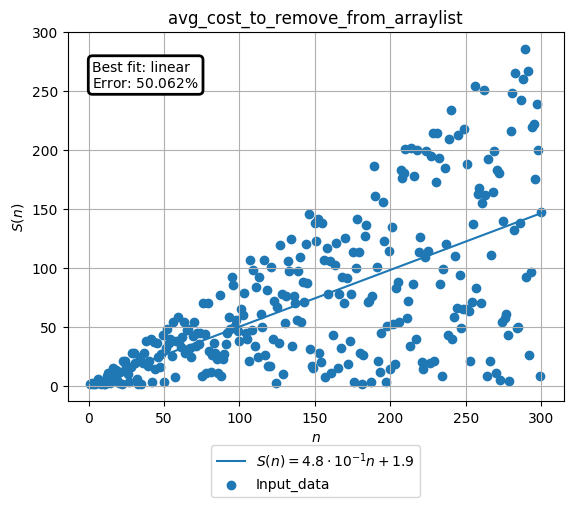 avg_cost_to_remove_from_arraylist
Best fit: linear
Error: 50.062%
300
250
200
150
100
50
0
S(n)
0 50 100 150 200 250 300
n
S(n) = 4.8 · 10⁻¹n + 1.9
Input_data